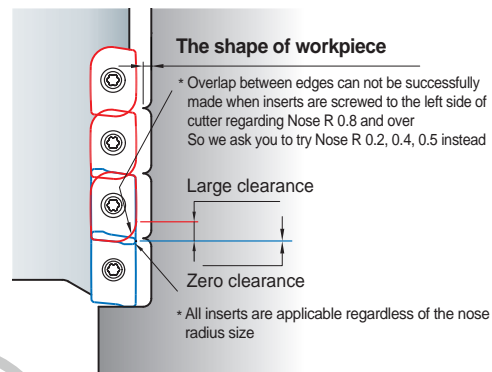 The shape of workpiece
* Overlap between edges can not be successfully
made when inserts are screwed to the left side of
cutter regarding Nose R 0.8 and over
So we ask you to try Nose R 0.2, 0.4, 0.5 instead
Large clearance
Zero clearance
* All inserts are applicable regardless of the nose
radius size